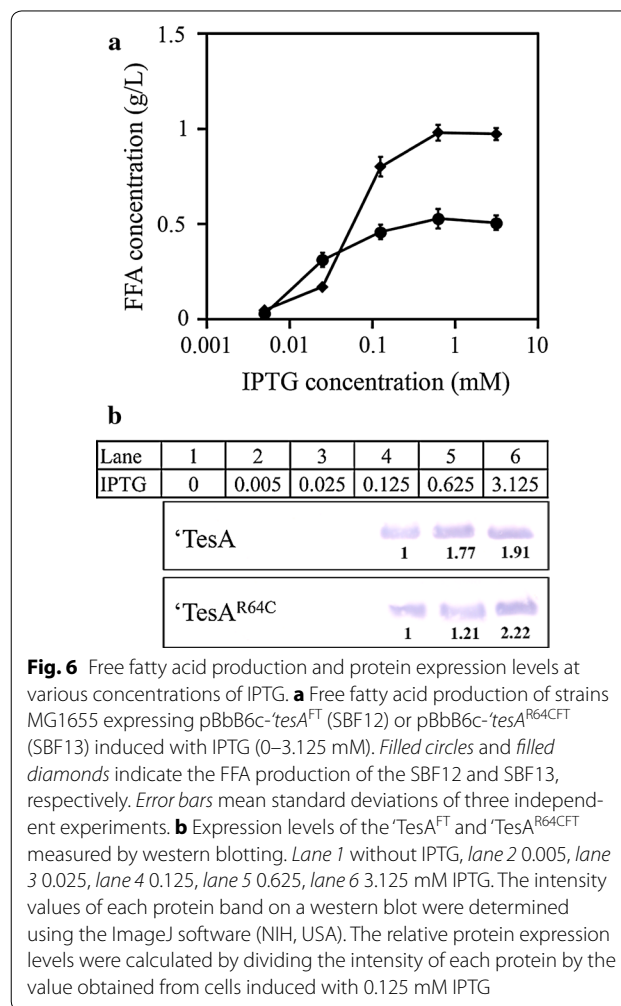 a
1.5
1
0.5
0
FFA concentration (g/L)
0.001 0.01 0.1 1 10
IPTG concentration (mM)
b
Lane 1 2 3 4 5 6
IPTG 0 0.005 0.025 0.125 0.625 3.125
‘TesA
1 1.77 1.91
‘TesA^R64C
1 1.21 2.22
Fig. 6 Free fatty acid production and protein expression levels at
various concentrations of IPTG. a Free fatty acid production of strains
MG1655 expressing pBbB6c-‘tesA^FT (SBF12) or pBbB6c-‘tesA^R64CFT
(SBF13) induced with IPTG (0–3.125 mM). Filled circles and filled
diamonds indicate the FFA production of the SBF12 and SBF13,
respectively. Error bars mean standard deviations of three independ-
ent experiments. b Expression levels of the ‘TesA^FT and ‘TesA^R64CFT
measured by western blotting. Lane 1 without IPTG, lane 2 0.005, lane
3 0.025, lane 4 0.125, lane 5 0.625, lane 6 3.125 mM IPTG. The intensity
values of each protein band on a western blot were determined
using the ImageJ software (NIH, USA). The relative protein expression
levels were calculated by dividing the intensity of each protein by the
value obtained from cells induced with 0.125 mM IPTG